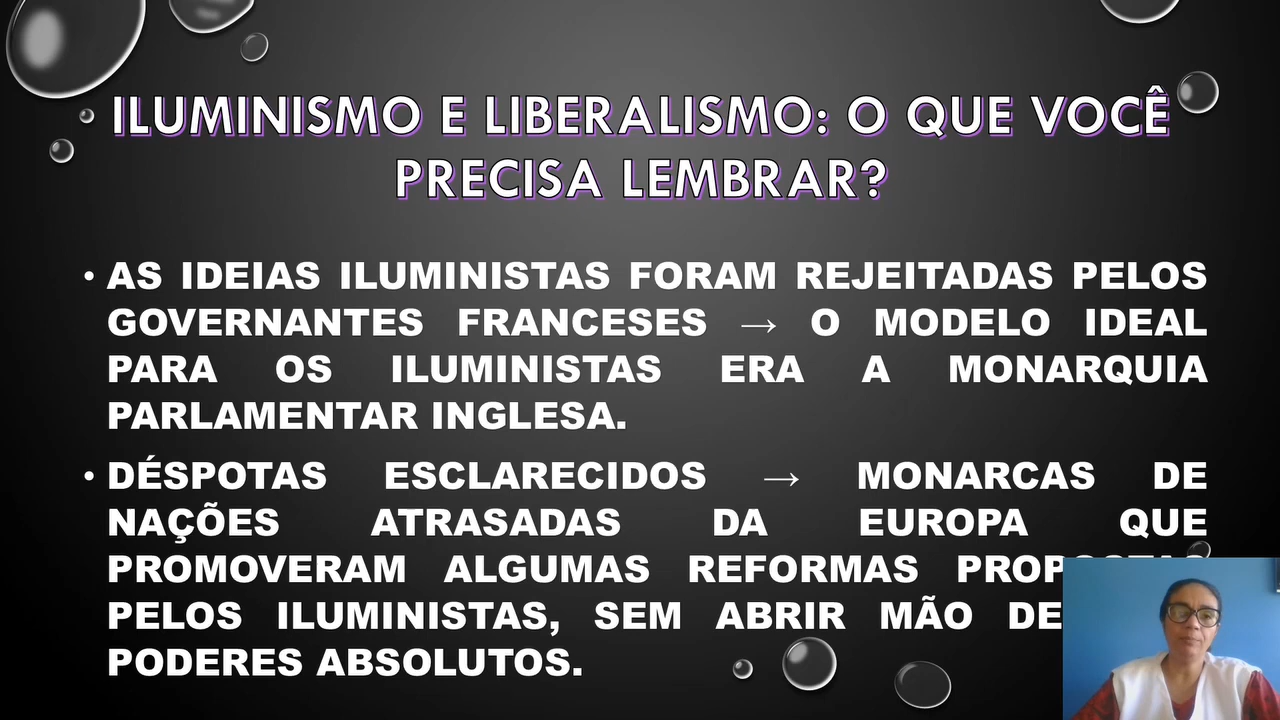 ILUMINISMO E LIBERALISMO: O QUE VOCÊ
PRECISA LEMBRAR?
• AS IDEIAS ILUMINISTAS FORAM REJEITADAS PELOS
GOVERNANTES FRANCESES → O MODELO IDEAL
PARA OS ILUMINISTAS ERA A MONARQUIA
PARLAMENTAR INGLESA.
• DÉSPOTAS ESCLARECIDOS → MONARCAS DE
NAÇÕES ATRASADAS DA EUROPA QUE
PROMOVERAM ALGUMAS REFORMAS
PELOS ILUMINISTAS, SEM ABRIR MÃO DE
PODERES ABSOLUTOS.